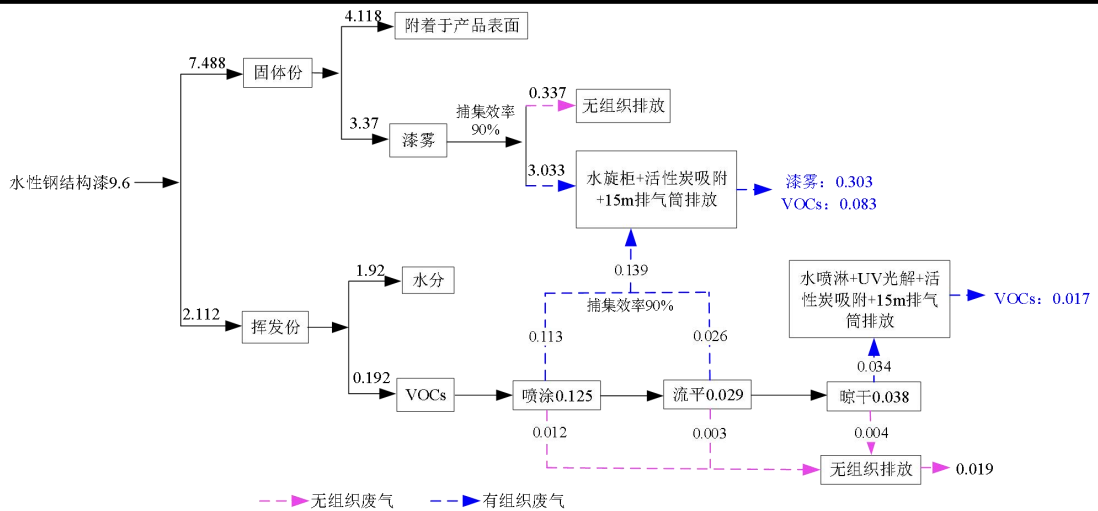 4.118
附着于产品表面
7.488
固体份
0.337
无组织排放
捕集效率
90%
3.37
漆雾
3.033
水旋柜+活性炭吸附
+15m排气筒排放
漆雾：0.303
VOCs：0.083
水性钢结构漆9.6
0.139
1.92
水分
捕集效率90%
水喷淋+UV光解+活
性炭吸附+15m排气
筒排放
VOCs：0.017
2.112
挥发份
0.113
0.026
0.034
0.192
VOCs
喷涂0.125
流平0.029
晾干0.038
0.012
0.003
0.004
无组织排放
0.019
无组织废气
有组织废气